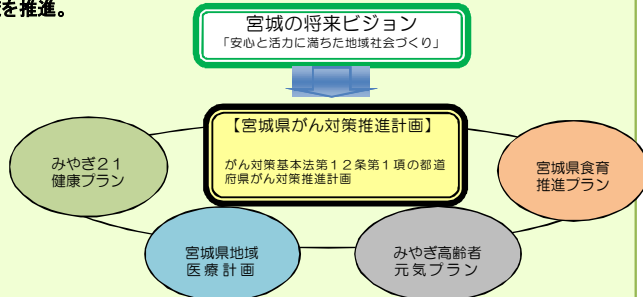 を推進。
宮城の将来ビジョン
「安心と活力に満ちた地域社会づくり」
【宮城県がん対策推進計画】
がん対策基本法第１２条第１項の都道
府県がん対策推進計画
みやぎ２１
健康プラン
宮城県食育
推進プラン
宮城県地域
医療計画
みやぎ高齢者
元気プラン